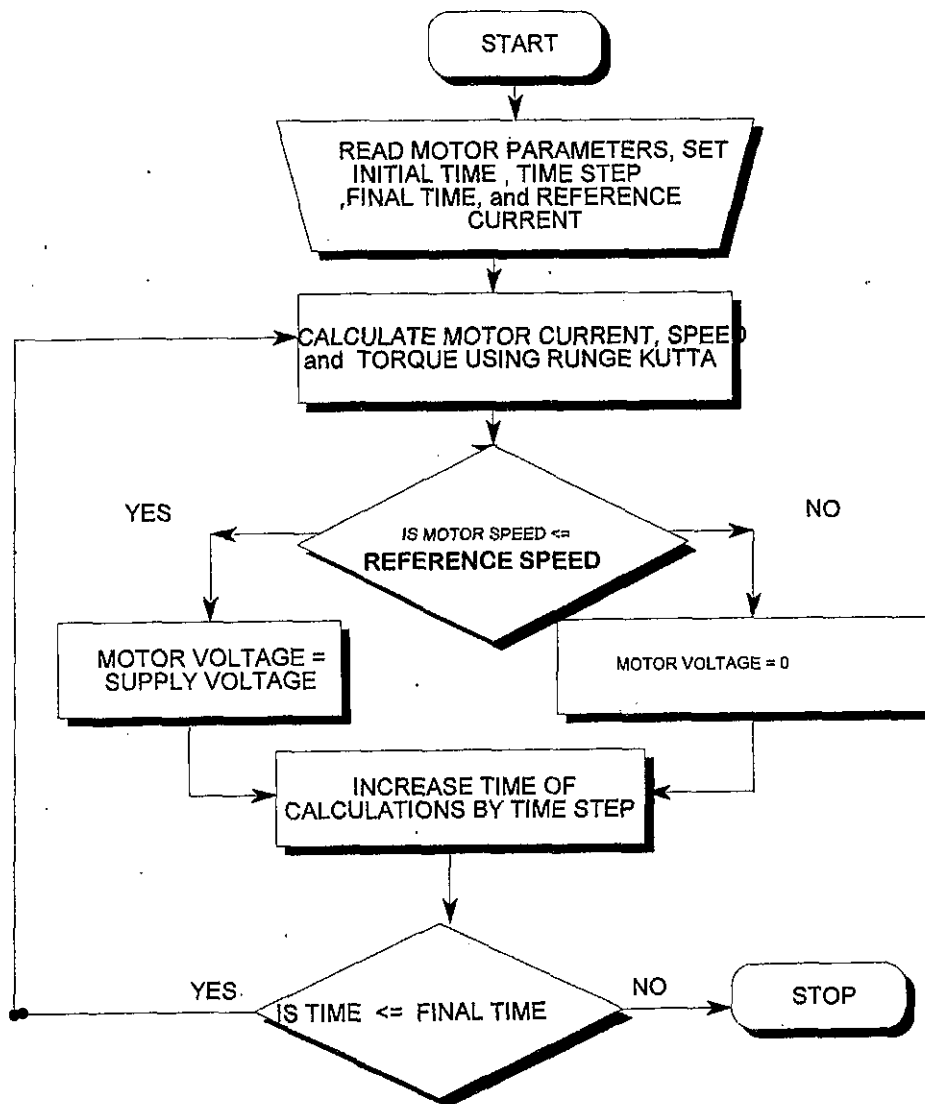 START
READ MOTOR PARAMETERS, SET
INITIAL TIME , TIME STEP
,FINAL TIME, and REFERENCE
CURRENT
CALCULATE MOTOR CURRENT, SPEED
and TORQUE USING RUNGE KUTTA
YES
NO
IS MOTOR SPEED <=
REFERENCE SPEED
MOTOR VOLTAGE =
SUPPLY VOLTAGE
MOTOR VOLTAGE = 0
INCREASE TIME OF
CALCULATIONS BY TIME STEP
YES
IS TIME <= FINAL TIME
NO
STOP